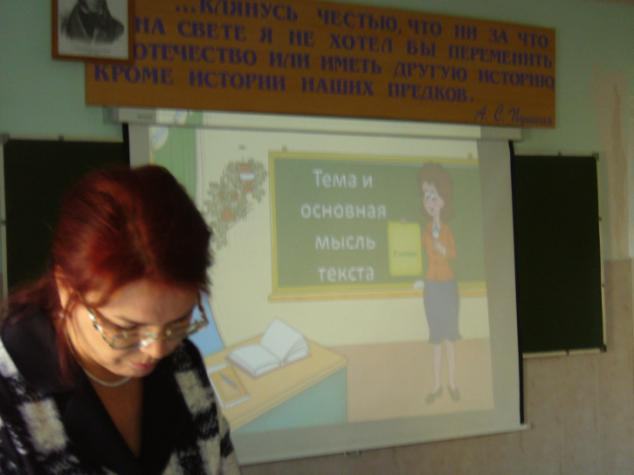 ...КЛЯНУСЬ ЧЕСТЬЮ, ЧТО НИ ЗА ЧТО
НА СВЕТЕ Я НЕ ХОТЕЛ БЫ ПЕРЕМЕНИТЬ
ОТЕЧЕСТВО ИЛИ ИМЕТЬ ДРУГУЮ ИСТОРИЮ
КРОМЕ ИСТОРИИ НАШИХ ПРЕДКОВ.
А. С. Пушкин
Тема и
основная
мысль
текста